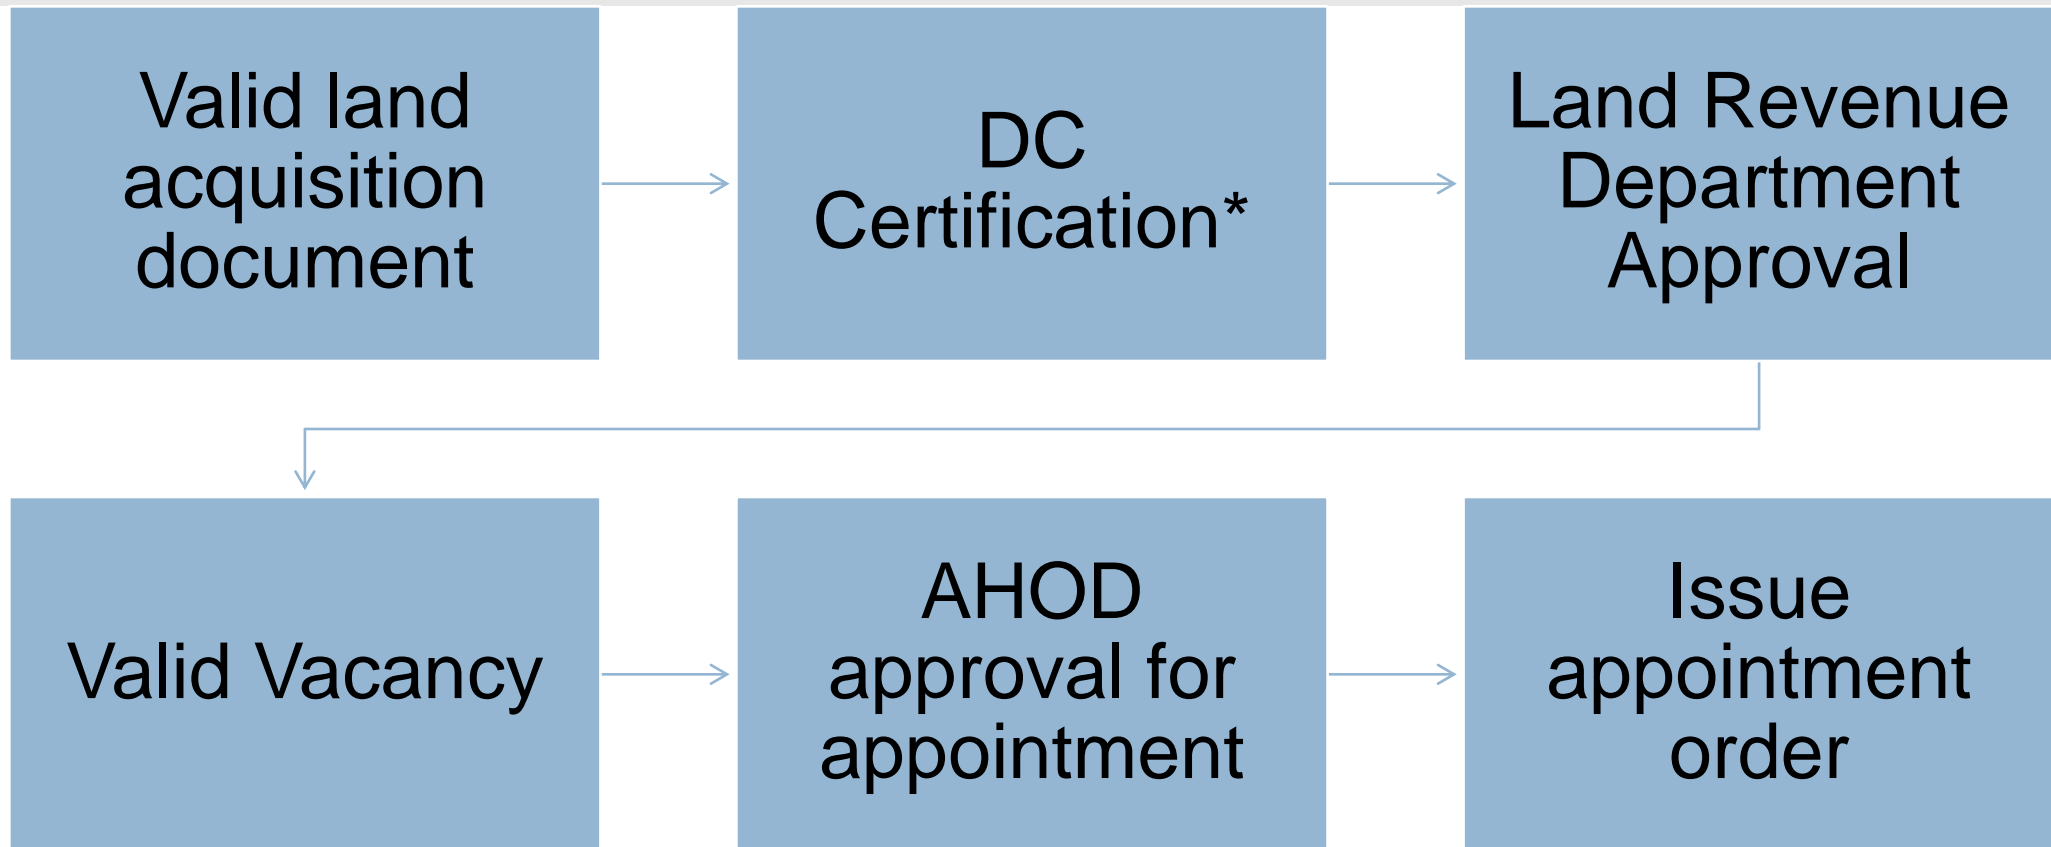 Valid land
acquisition
document
DC
Certification*
Land Revenue
Department
Approval
Valid Vacancy
AHOD
approval for
appointment
Issue
appointment
order